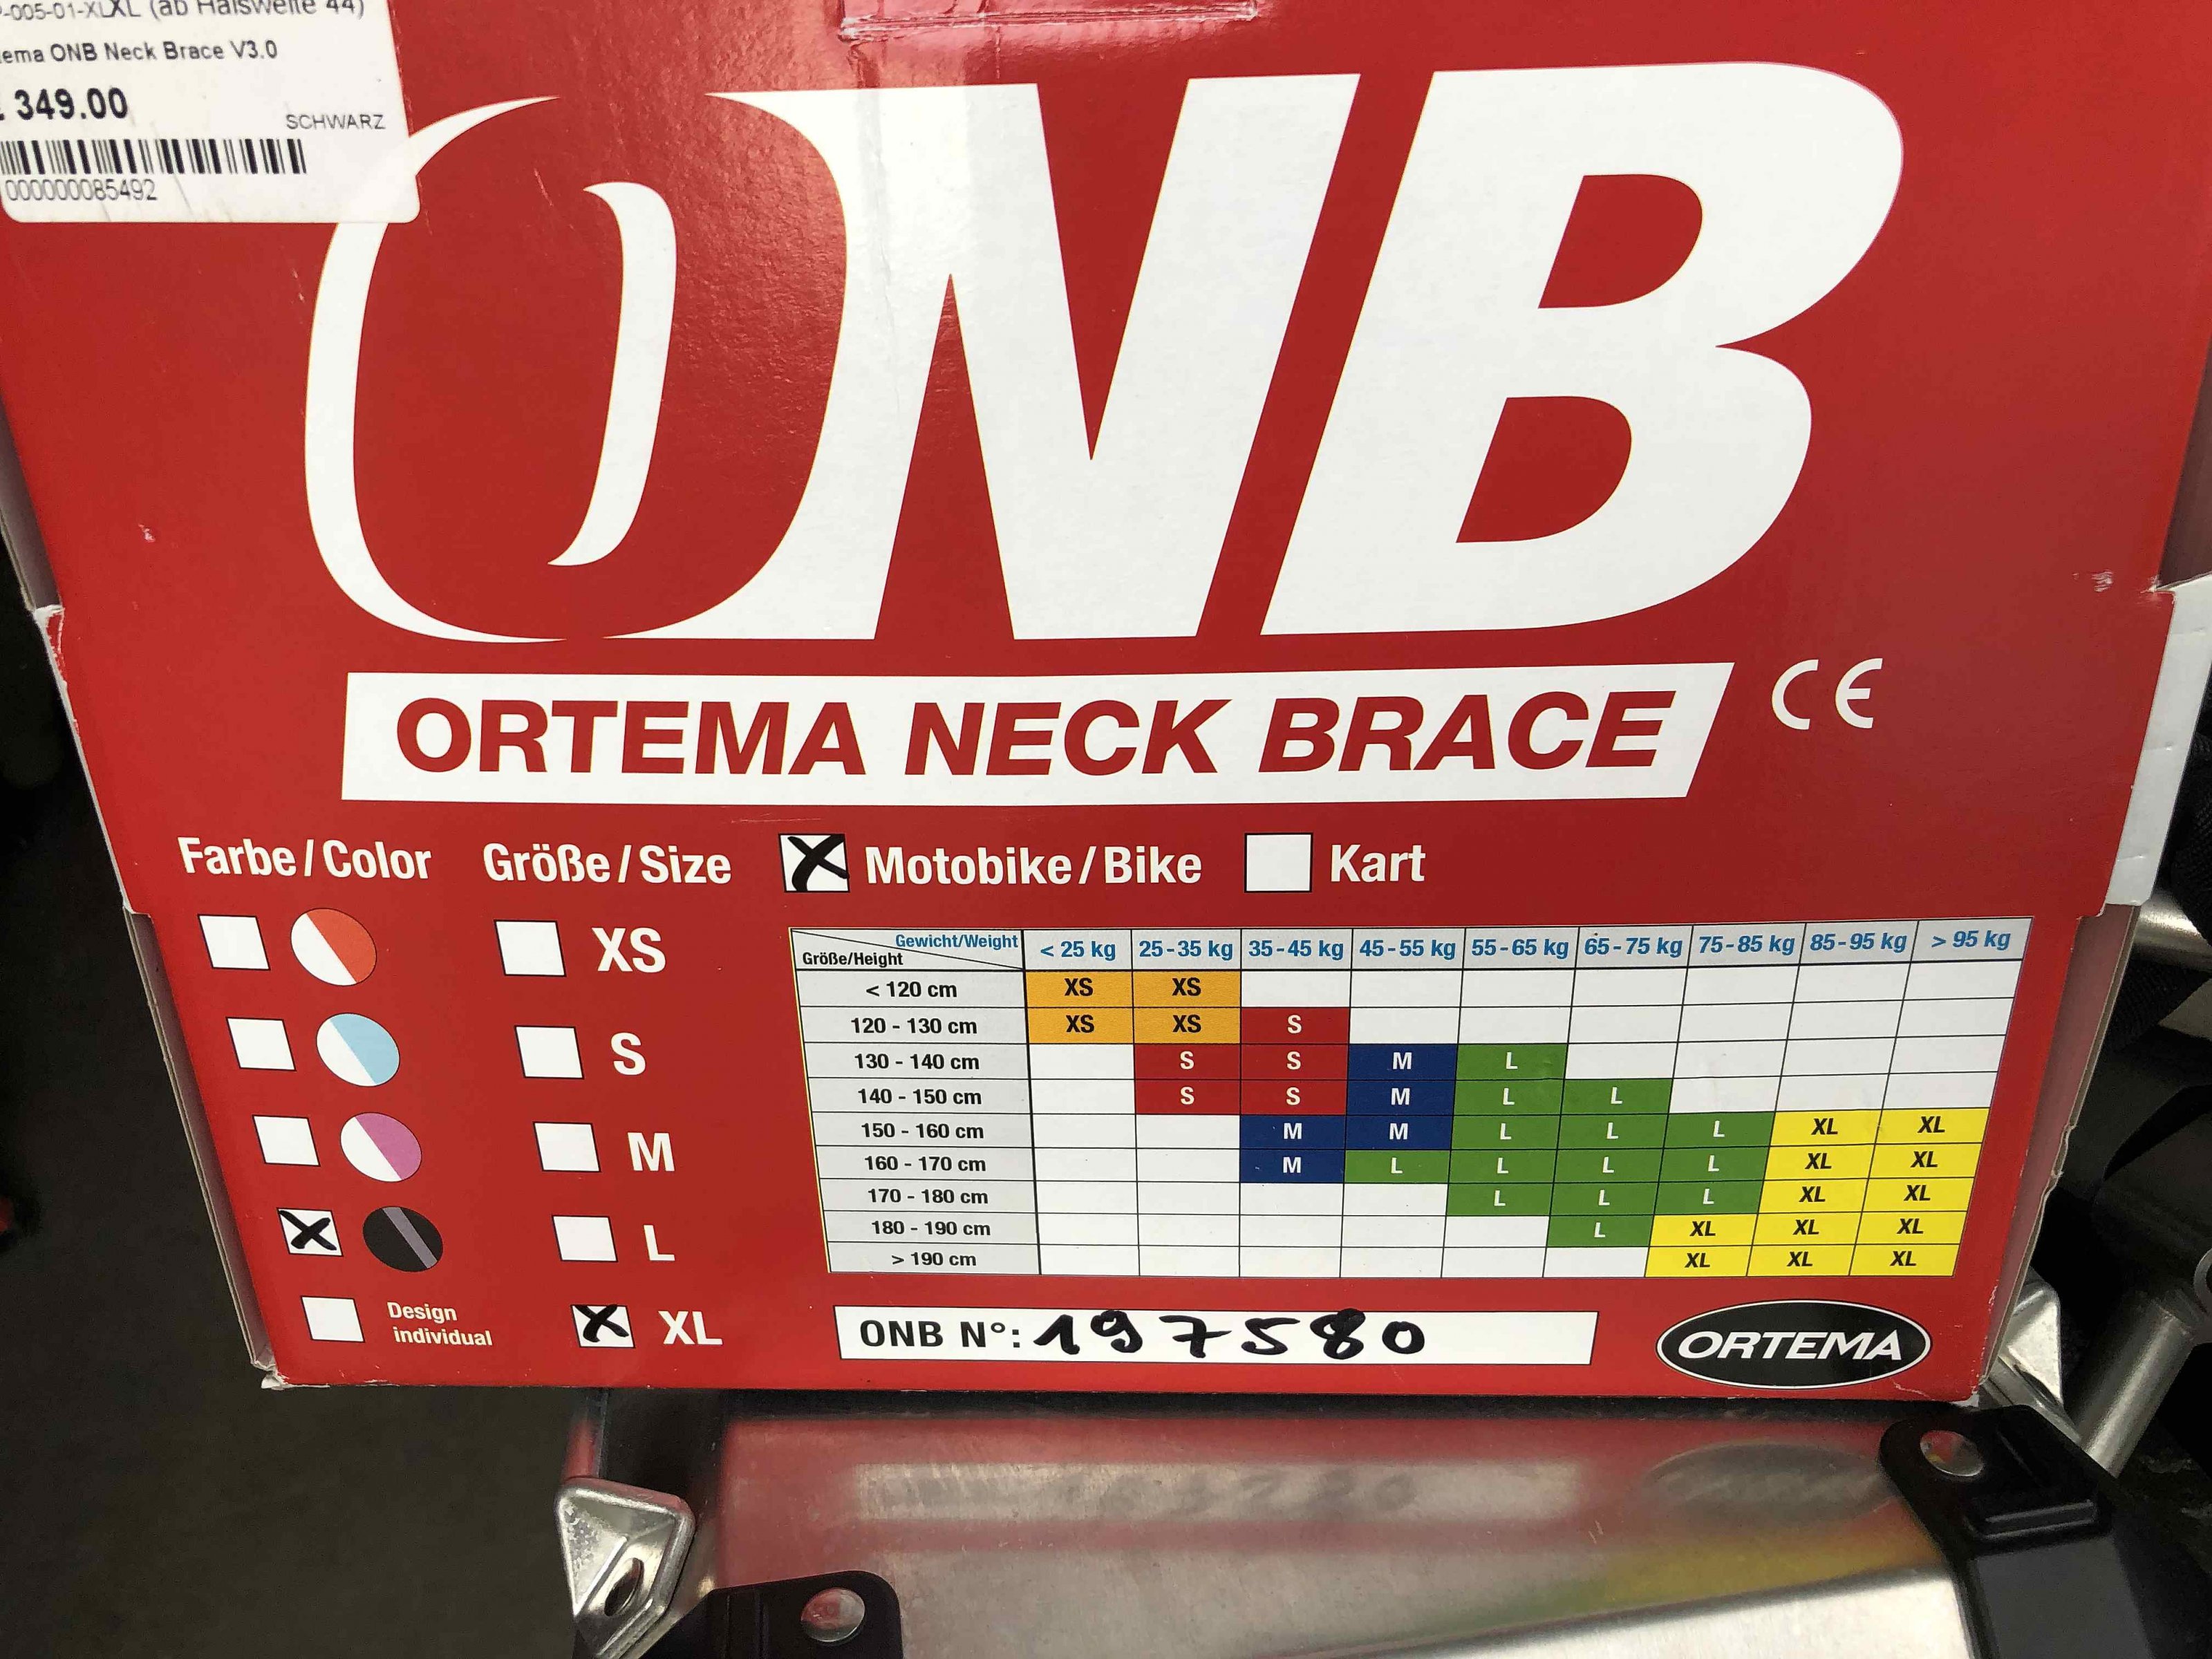 -005-01-XLXL (ab Halsweite 44)
ema ONB Neck Brace V3.0
349.00
SCHWARZ
000000085492
ONB
ORTEMA NECK BRACE CE
Farbe/Color Größe/Size Motobike/Bike Kart
XS
S
M
L
Design
individual
XL
Gewicht/Weight
Größe/Height
< 25 kg 25-35 kg 35-45 kg 45-55 kg 55-65 kg 65-75 kg 75-85 kg 85-95 kg > 95 kg
< 120 cm XS XS
120 - 130 cm XS XS S
130 - 140 cm S S M L
140 - 150 cm S S M L L
150 - 160 cm M M L L L XL XL
160 - 170 cm M L L L L XL XL
170 - 180 cm L L L XL XL
180 - 190 cm L XL XL XL
> 190 cm XL XL XL
ONB N°: 197580
ORTEMA